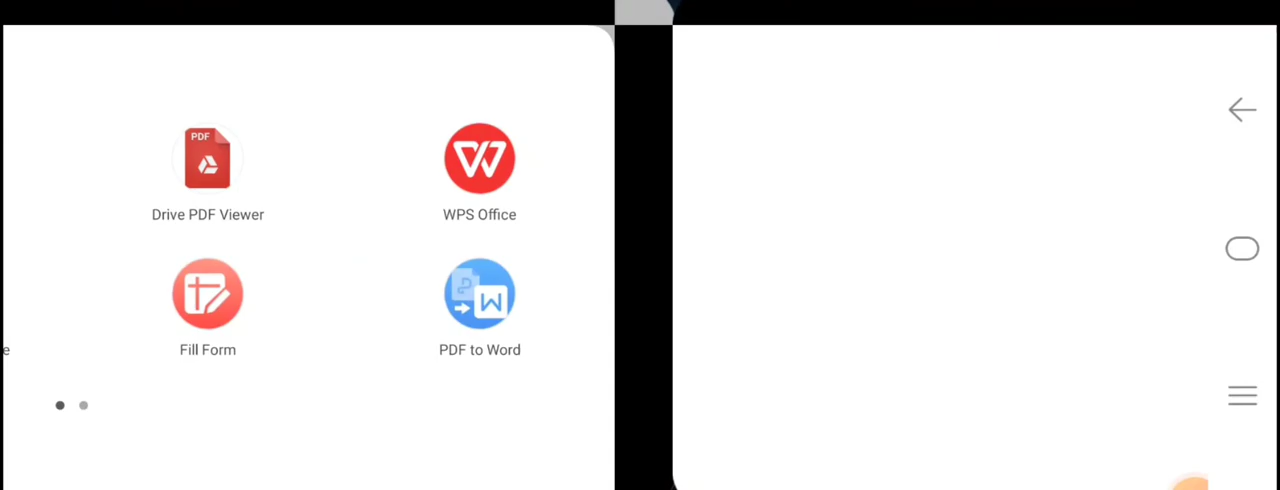 PDF
Drive PDF Viewer
WPS Office
Fill Form
PDF to Word
e